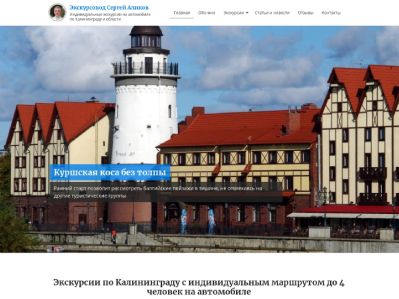 Экскурсовод Сергей Аликов
Индивидуальные экскурсии на автомобиле
по Калининграду и области
Главная Обо мне Экскурсии Статьи и новости Отзывы Контакты
Куршская коса без толпы
Ранний старт позволит рассмотреть балтийские пейзажи в тишине, не отвлекаясь на
другие туристические группы
Экскурсии по Калининграду с индивидуальным маршрутом до 4
человек на автомобиле